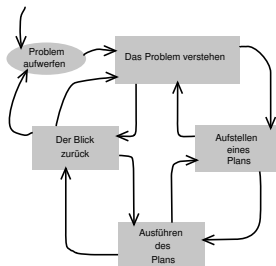 Problem
aufwerfen
Das Problem verstehen
Der Blick
zurück
Aufstellen
eines
Plans
Ausführen
des
Plans